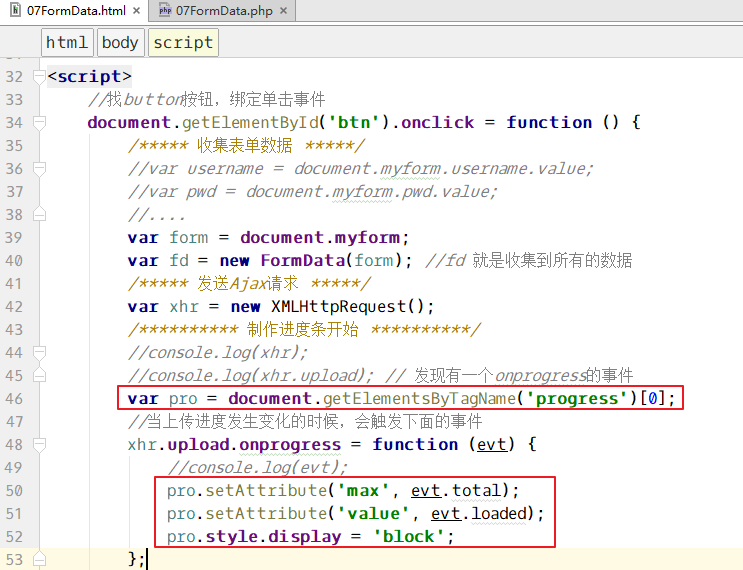 07FormData.html × 07FormData.php ×
html body script
32 <script>
33 //找button按钮，绑定单击事件
34 document.getElementById('btn').onclick = function () {
35 /***** 收集表单数据 *****/
36 //var username = document.myform.username.value;
37 //var pwd = document.myform.pwd.value;
38 //....
39 var form = document.myform;
40 var fd = new FormData(form); //fd 就是收集到所有的数据
41 /***** 发送Ajax请求 *****/
42 var xhr = new XMLHttpRequest();
43 /********** 制作进度条开始 **********/
44 //console.log(xhr);
45 //console.log(xhr.upload); // 发现有一个onprogress的事件
46 var pro = document.getElementsByTagName('progress')[0];
47 //当上传进度发生变化的时候，会触发下面的事件
48 xhr.upload.onprogress = function (evt) {
49 //console.log(evt);
50 pro.setAttribute('max', evt.total);
51 pro.setAttribute('value', evt.loaded);
52 pro.style.display = 'block';
53 };